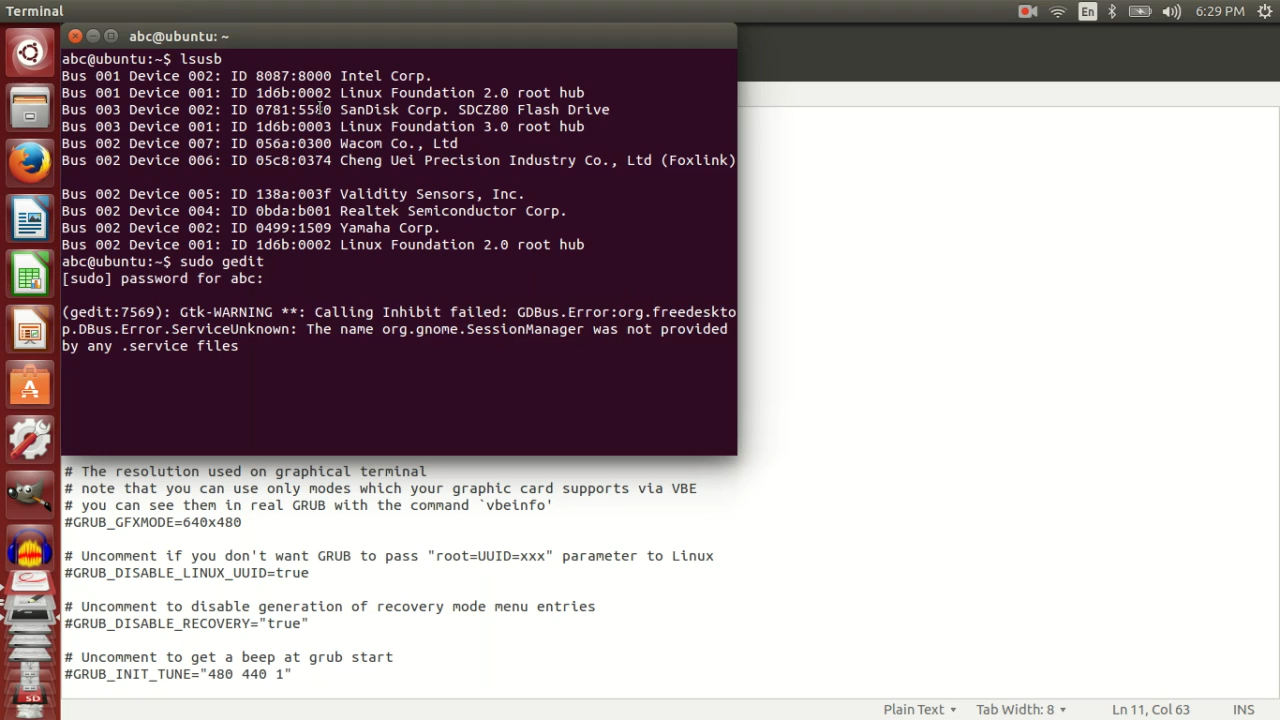 Terminal
En
6:29 PM
abc@ubuntu: ~
abc@ubuntu:~$ lsusb
Bus 001 Device 002: ID 8087:8000 Intel Corp.
Bus 001 Device 001: ID 1d6b:0002 Linux Foundation 2.0 root hub
Bus 003 Device 002: ID 0781:5580 SanDisk Corp. SDCZ80 Flash Drive
Bus 003 Device 001: ID 1d6b:0003 Linux Foundation 3.0 root hub
Bus 002 Device 007: ID 056a:0300 Wacom Co., Ltd
Bus 002 Device 006: ID 05c8:0374 Cheng Uei Precision Industry Co., Ltd (Foxlink)
Bus 002 Device 005: ID 138a:003f Validity Sensors, Inc.
Bus 002 Device 004: ID 0bda:b001 Realtek Semiconductor Corp.
Bus 002 Device 002: ID 0499:1509 Yamaha Corp.
Bus 002 Device 001: ID 1d6b:0002 Linux Foundation 2.0 root hub
abc@ubuntu:~$ sudo gedit
[sudo] password for abc:
(gedit:7569): Gtk-WARNING **: Calling Inhibit failed: GDBus.Error:org.freedeskto
p.DBus.Error.ServiceUnknown: The name org.gnome.SessionManager was not provided
by any .service files
# The resolution used on graphical terminal
# note that you can use only modes which your graphic card supports via VBE
# you can see them in real GRUB with the command `vbeinfo'
#GRUB_GFXMODE=640x480
# Uncomment if you don't want GRUB to pass "root=UUID=xxx" parameter to Linux
#GRUB_DISABLE_LINUX_UUID=true
# Uncomment to disable generation of recovery mode menu entries
#GRUB_DISABLE_RECOVERY="true"
# Uncomment to get a beep at grub start
#GRUB_INIT_TUNE="480 440 1"
SD
Plain Text
Tab Width: 8
Ln 11, Col 63
INS